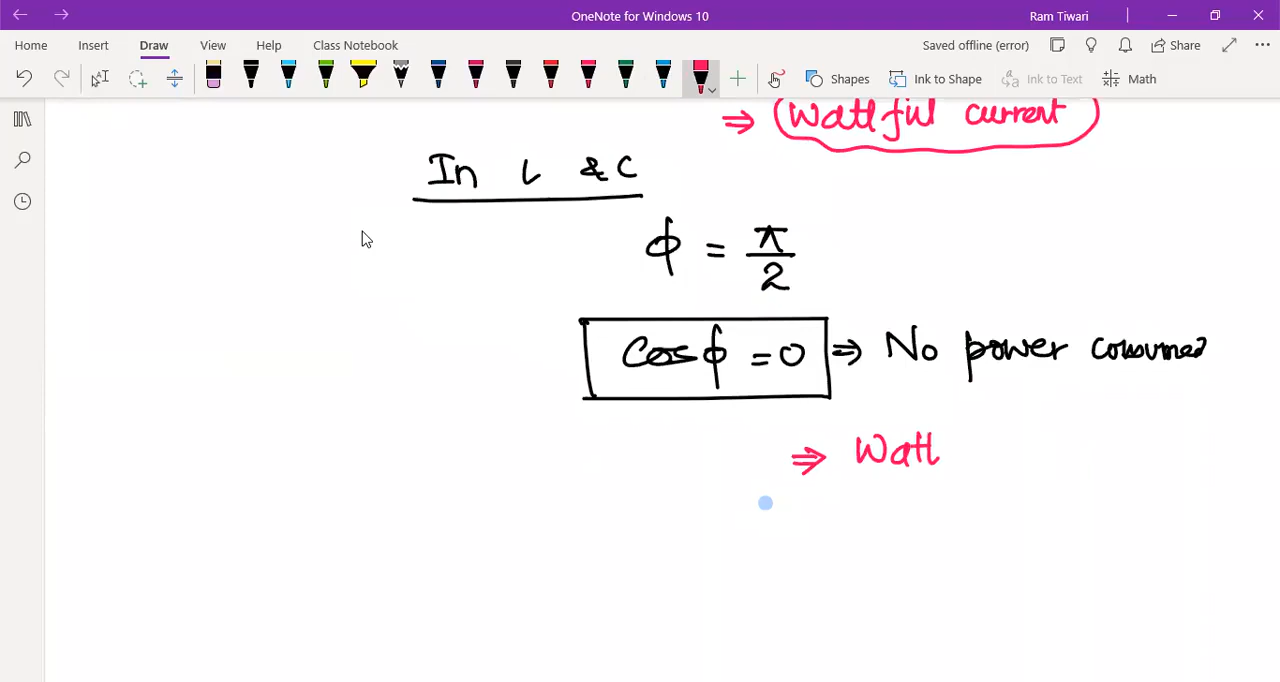 OneNote for Windows 10
Ram Tiwari
Home Insert Draw View Help Class Notebook
Saved offline (error) Share
Shapes Ink to Shape Ink to Text Math
⇒ Wattful current
In L & C
φ = π/2
cosφ = 0 ⇒ No power consumed
⇒ Watt